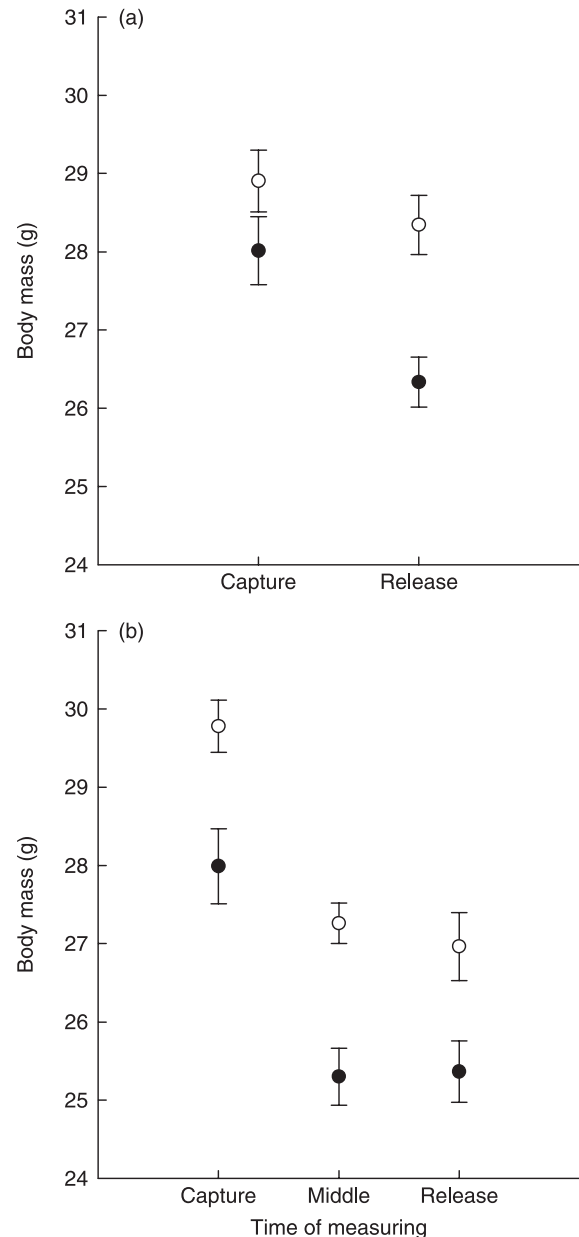 (a)
31
30
29
28
27
26
25
24
Body mass (g)
Capture Release
(b)
31
30
29
28
27
26
25
24
Body mass (g)
Capture Middle Release
Time of measuring